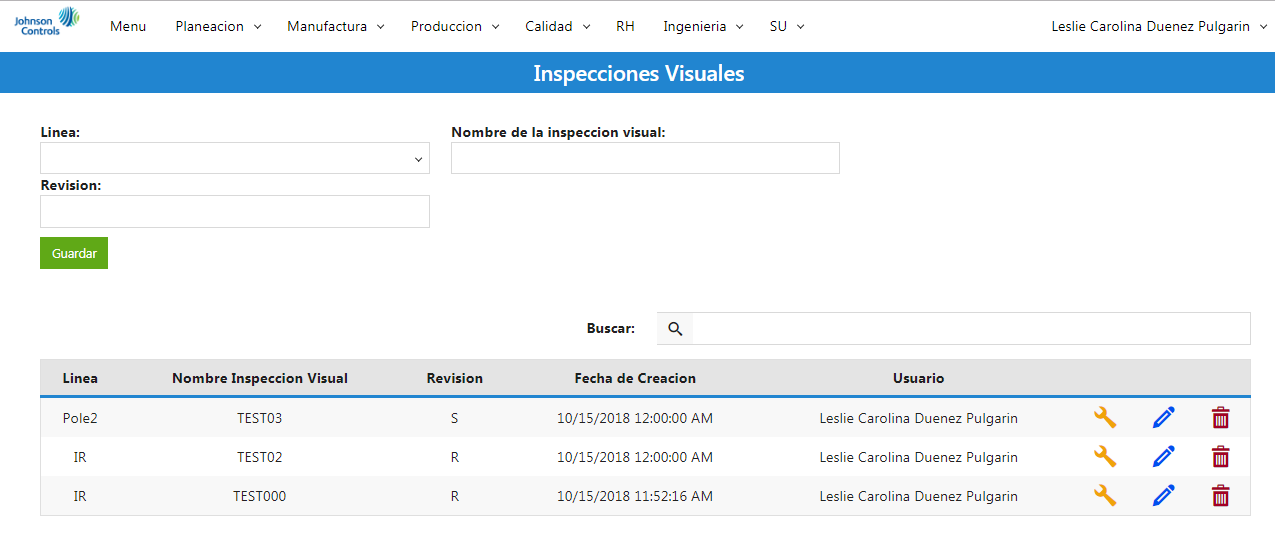 Johnson Controls
Menu Planeacion Manufactura Produccion Calidad RH Ingenieria SU Leslie Carolina Duenez Pulgarin
Inspecciones Visuales
Linea: Nombre de la inspeccion visual:
Revision:
Guardar
Buscar:
Linea Nombre Inspeccion Visual Revision Fecha de Creacion Usuario
Pole2 TEST03 S 10/15/2018 12:00:00 AM Leslie Carolina Duenez Pulgarin
IR TEST02 R 10/15/2018 12:00:00 AM Leslie Carolina Duenez Pulgarin
IR TEST000 R 10/15/2018 11:52:16 AM Leslie Carolina Duenez Pulgarin